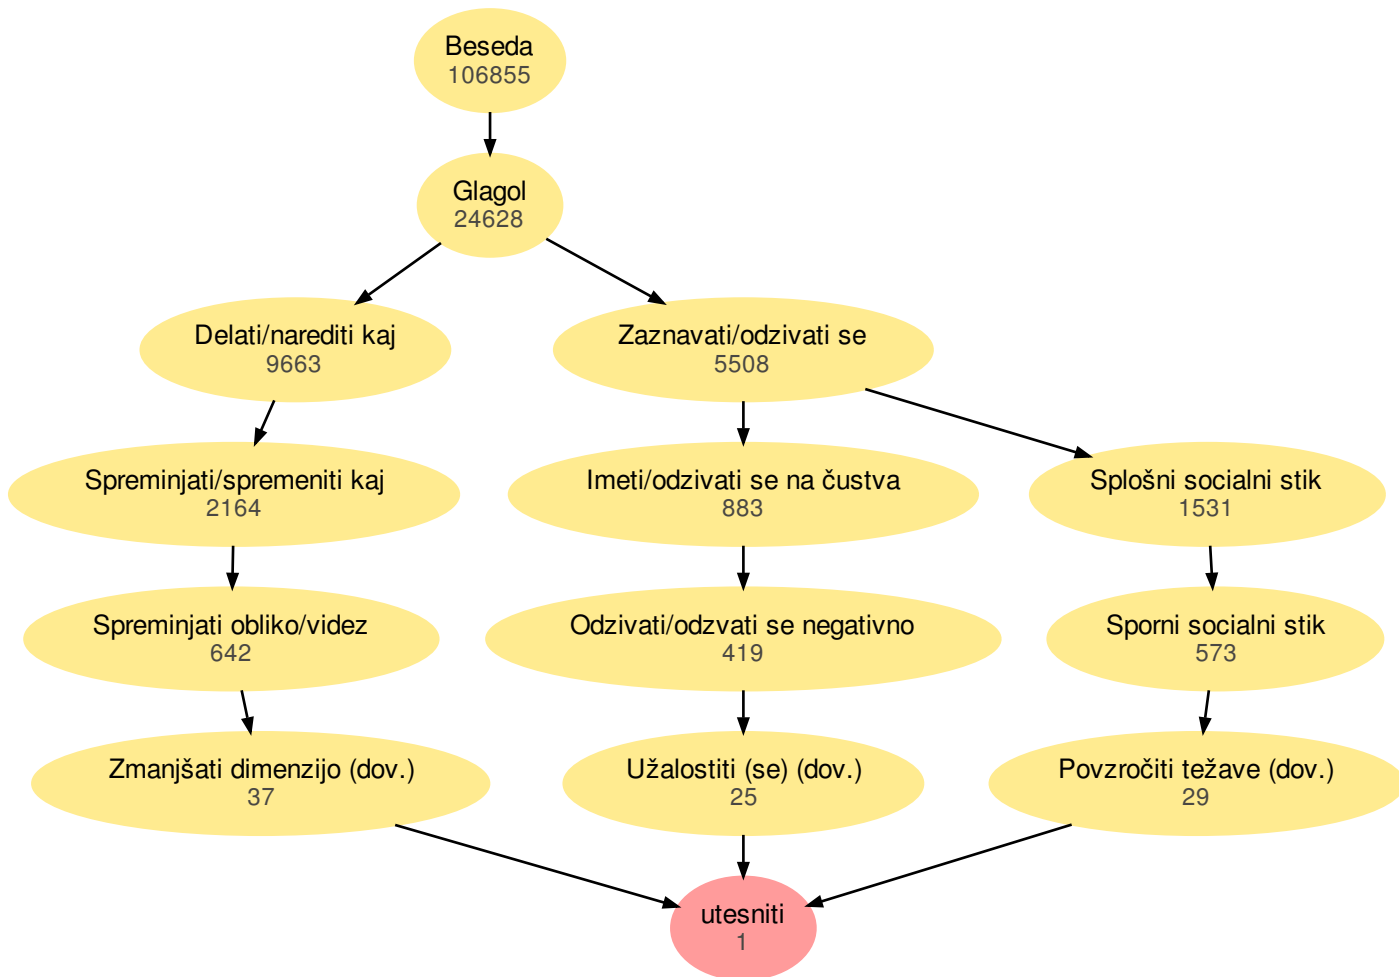 Beseda
106855
Glagol
24628
Delati/narediti kaj
9663
Zaznavati/odzivati se
5508
Spreminjati/spremeniti kaj
2164
Imeti/odzivati se na čustva
883
Splošni socialni stik
1531
Spreminjati obliko/videz
642
Odzivati/odzvati se negativno
419
Sporni socialni stik
573
Zmanjšati dimenzijo (dov.)
37
Užalostiti (se) (dov.)
25
Povzročiti težave (dov.)
29
utesniti
1